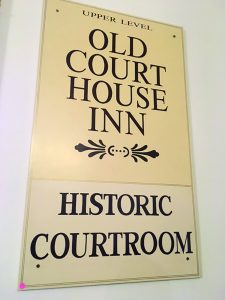 UPPER LEVEL
OLD
COURT
HOUSE
INN
HISTORIC
COURTROOM